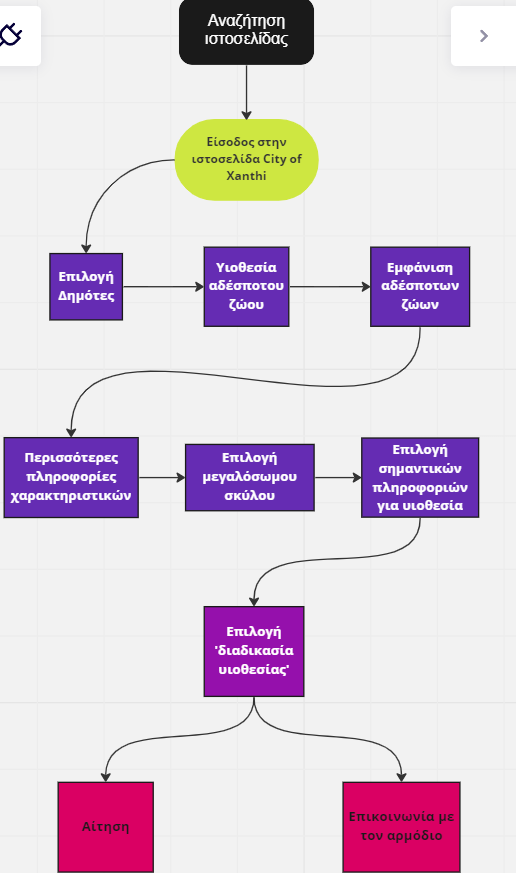 Αναζήτηση
ιστοσελίδας
Είσοδος στην
ιστοσελίδα City of
Xanthi
Επιλογή
Δημότες
Υιοθεσία
αδέσποτου
ζώου
Εμφάνιση
αδέσποτων
ζώων
Περισσότερες
πληροφορίες
χαρακτηριστικών
Επιλογή
μεγαλόσωμου
σκύλου
Επιλογή
σημαντικών
πληροφοριών
για υιοθεσία
Επιλογή
'διαδικασία
υιοθεσίας'
Αίτηση
Επικοινωνία με
τον αρμόδιο